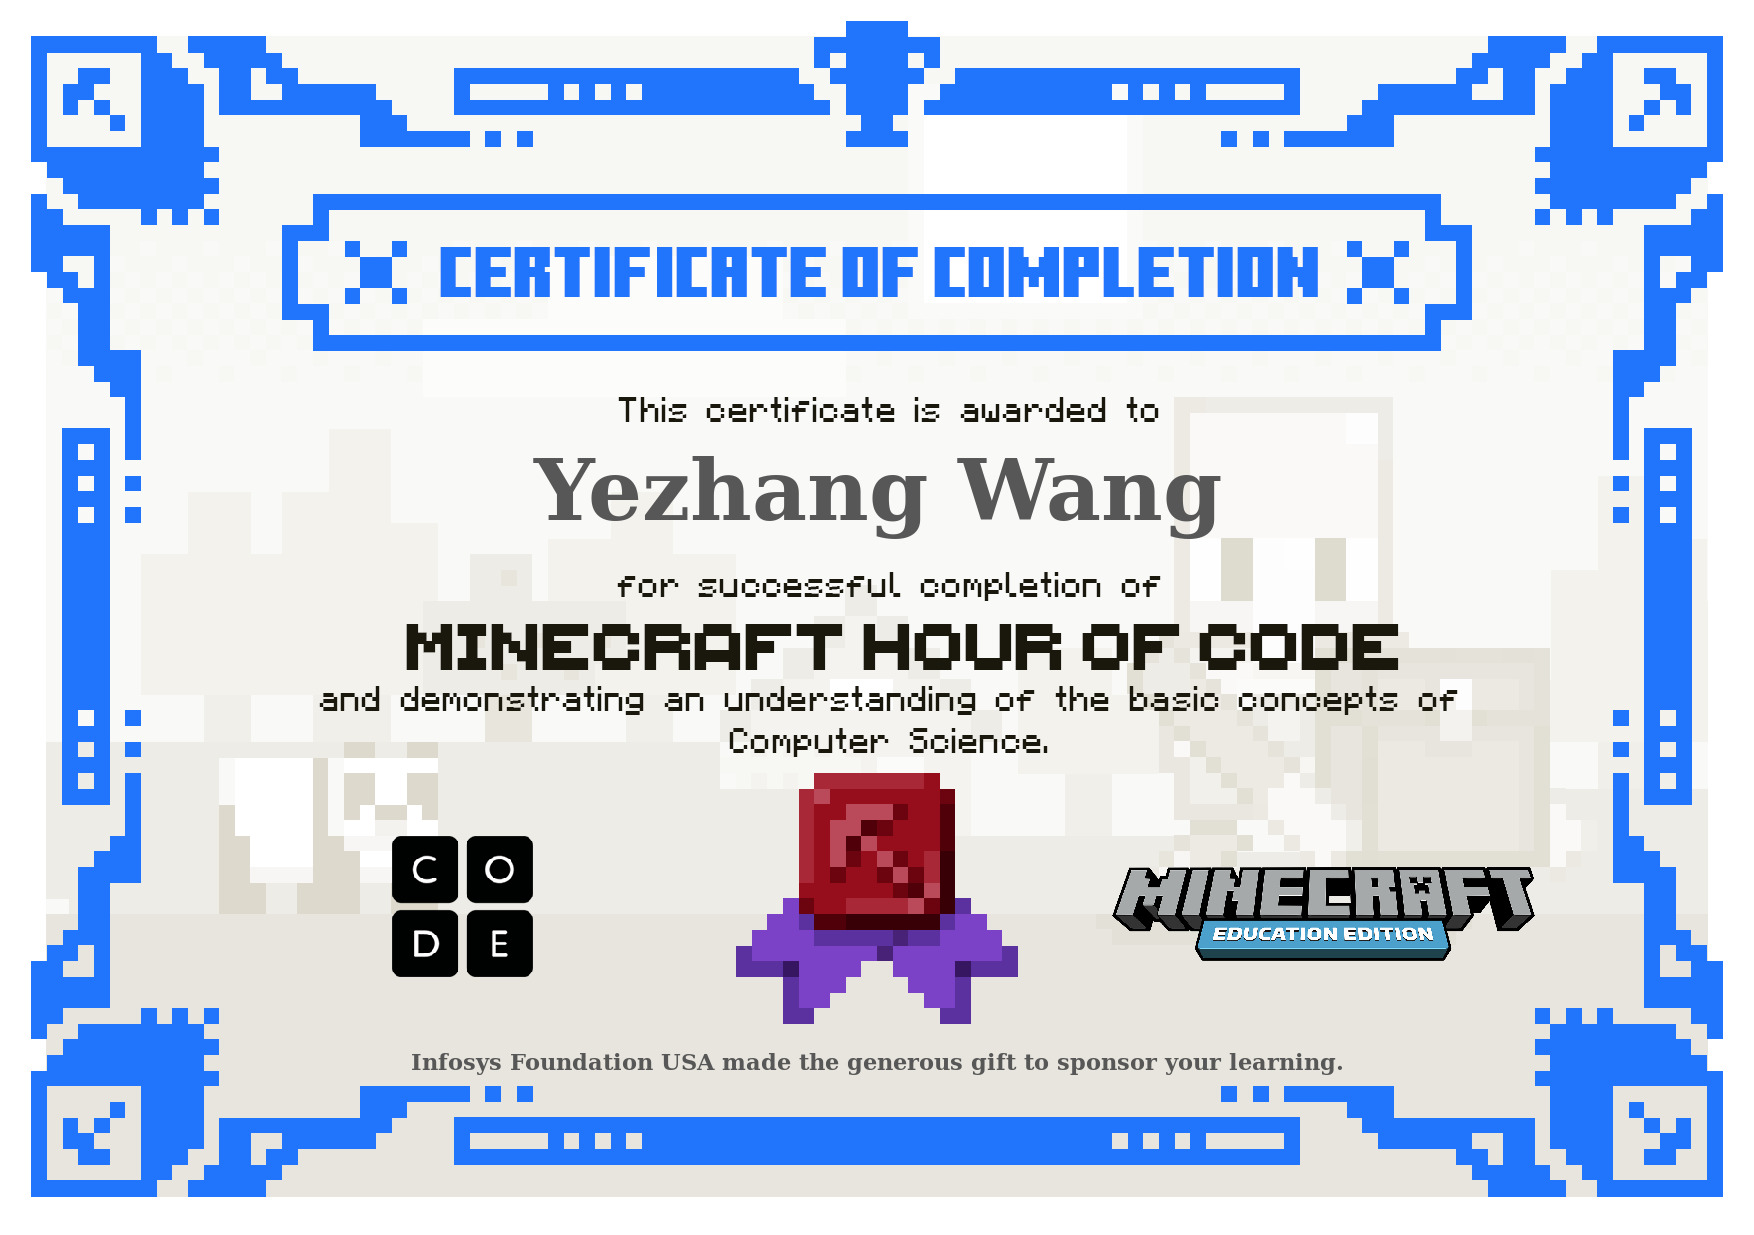 CERTIFICATE OF COMPLETION
This certificate is awarded to
Yezhang Wang
for successful completion of
MINECRAFT HOUR OF CODE
and demonstrating an understanding of the basic concepts of
Computer Science.
C O
D E
MINECRAFT
EDUCATION EDITION
Infosys Foundation USA made the generous gift to sponsor your learning.